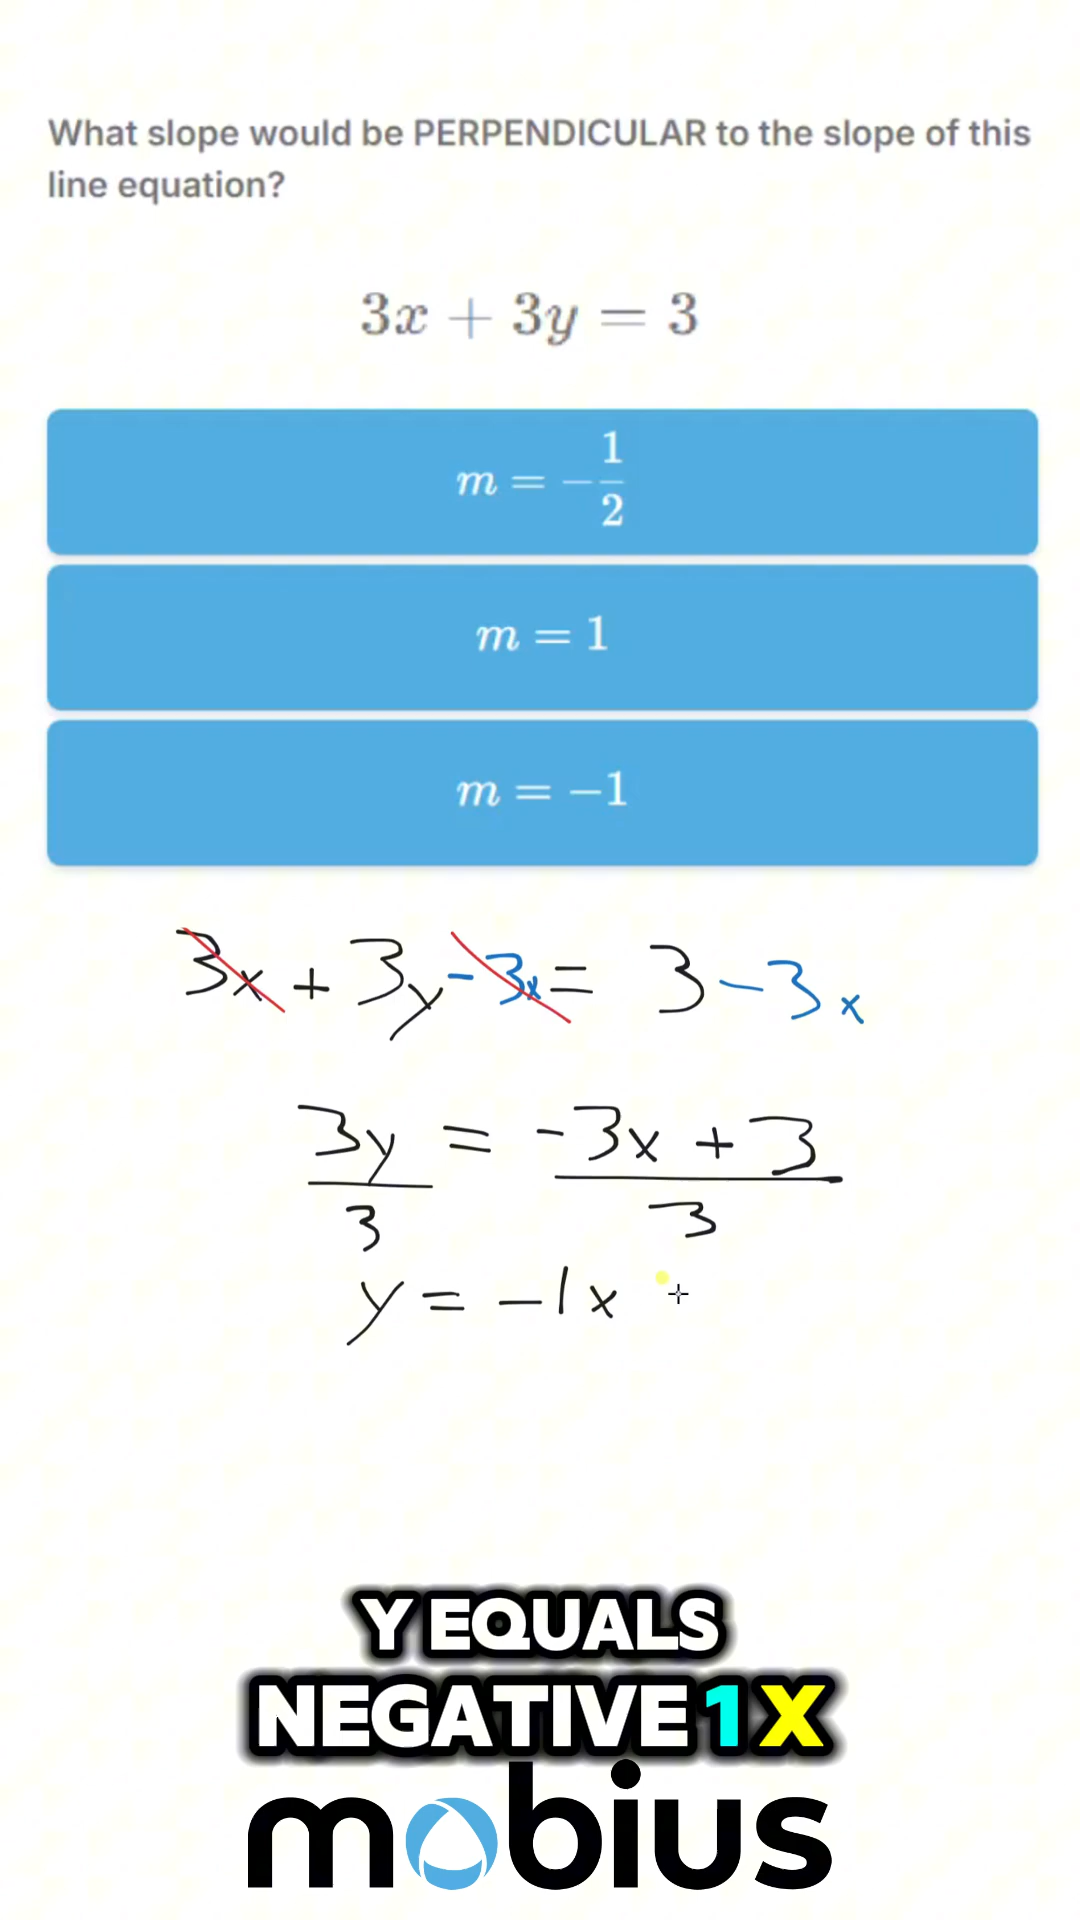 What slope would be PERPENDICULAR to the slope of this
line equation?
3x + 3y = 3
m = -1/2
m = 1
m = -1
3x + 3y - 3x = 3 - 3x
3y = -3x + 3
3 3
y = -1x
Y EQUALS
NEGATIVE 1 X
mobius